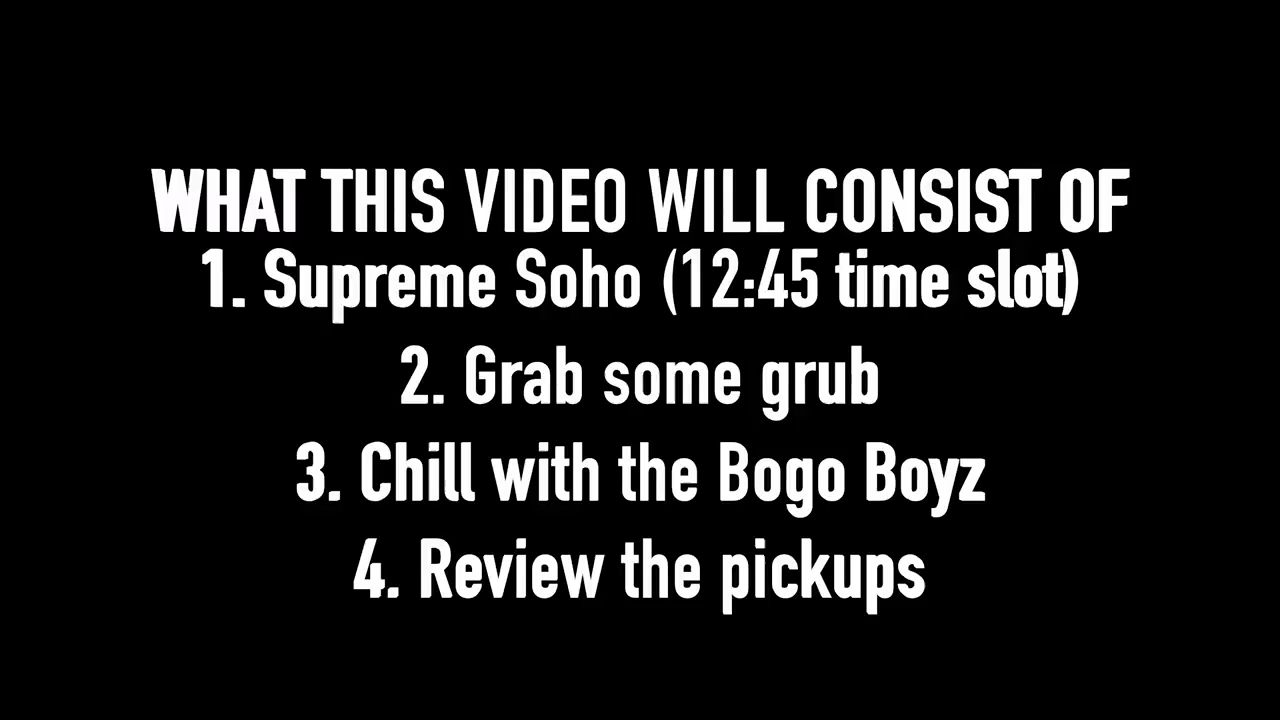 WHAT THIS VIDEO WILL CONSIST OF
1. Supreme Soho (12:45 time slot)
2. Grab some grub
3. Chill with the Bogo Boyz
4. Review the pickups